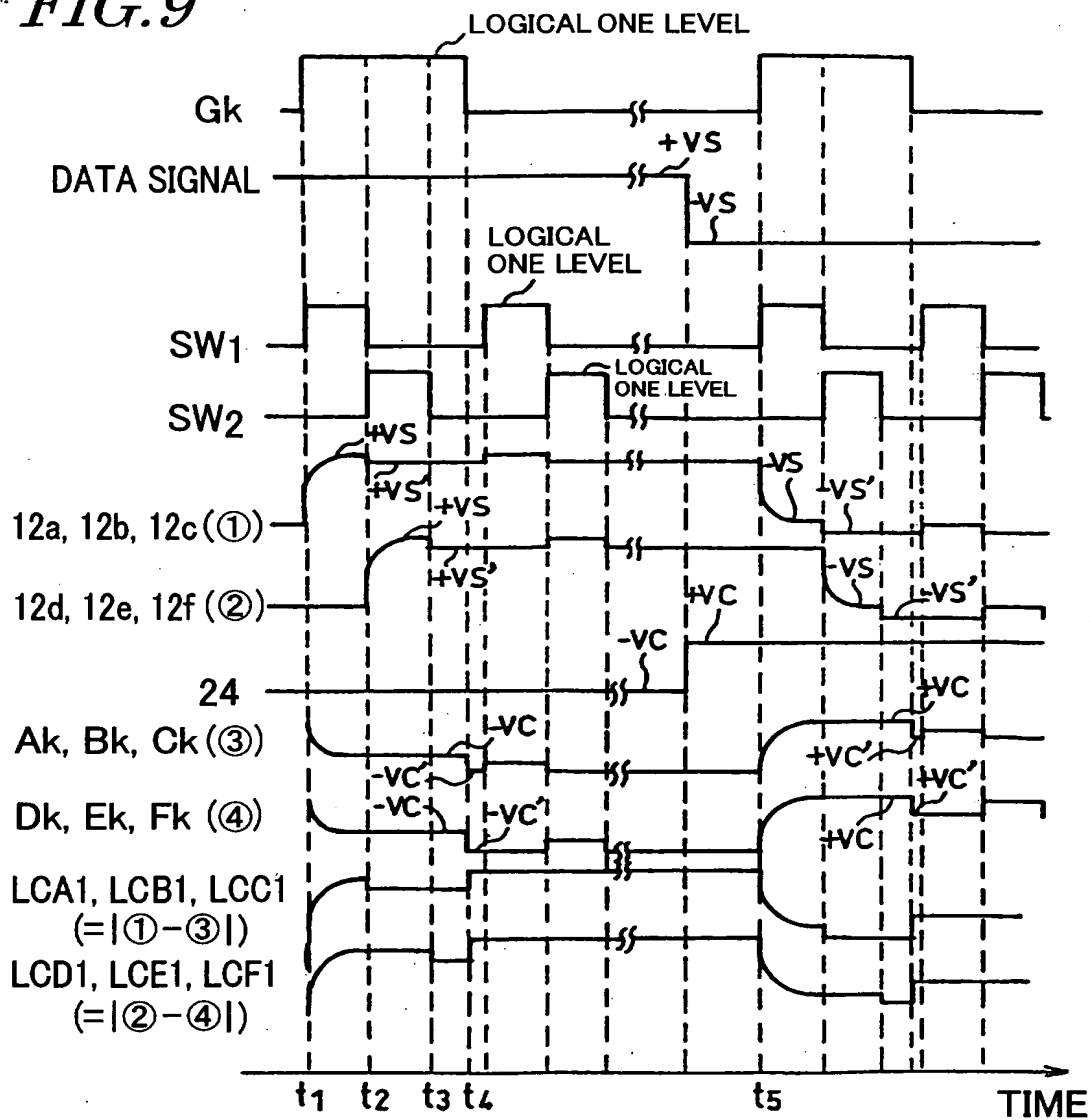 FIG.9
LOGICAL ONE LEVEL
Gk
+VS
DATA SIGNAL
-VS
LOGICAL
ONE LEVEL
SW1
LOGICAL
ONE LEVEL
SW2
+VS
+VS'
-VS
-VS'
12a, 12b, 12c (①)
+VS
+VS'
-VS
-VS'
12d, 12e, 12f (②)
+VC
-VC
24
+VC
Ak, Bk, Ck (③)
-VC
-VC'
+VC'
+VC'
Dk, Ek, Fk (④)
-VC
-VC'
+VC
LCA1, LCB1, LCC1
(=|①-③|)
LCD1, LCE1, LCF1
(=|②-④|)
t1 t2 t3 t4 t5 TIME